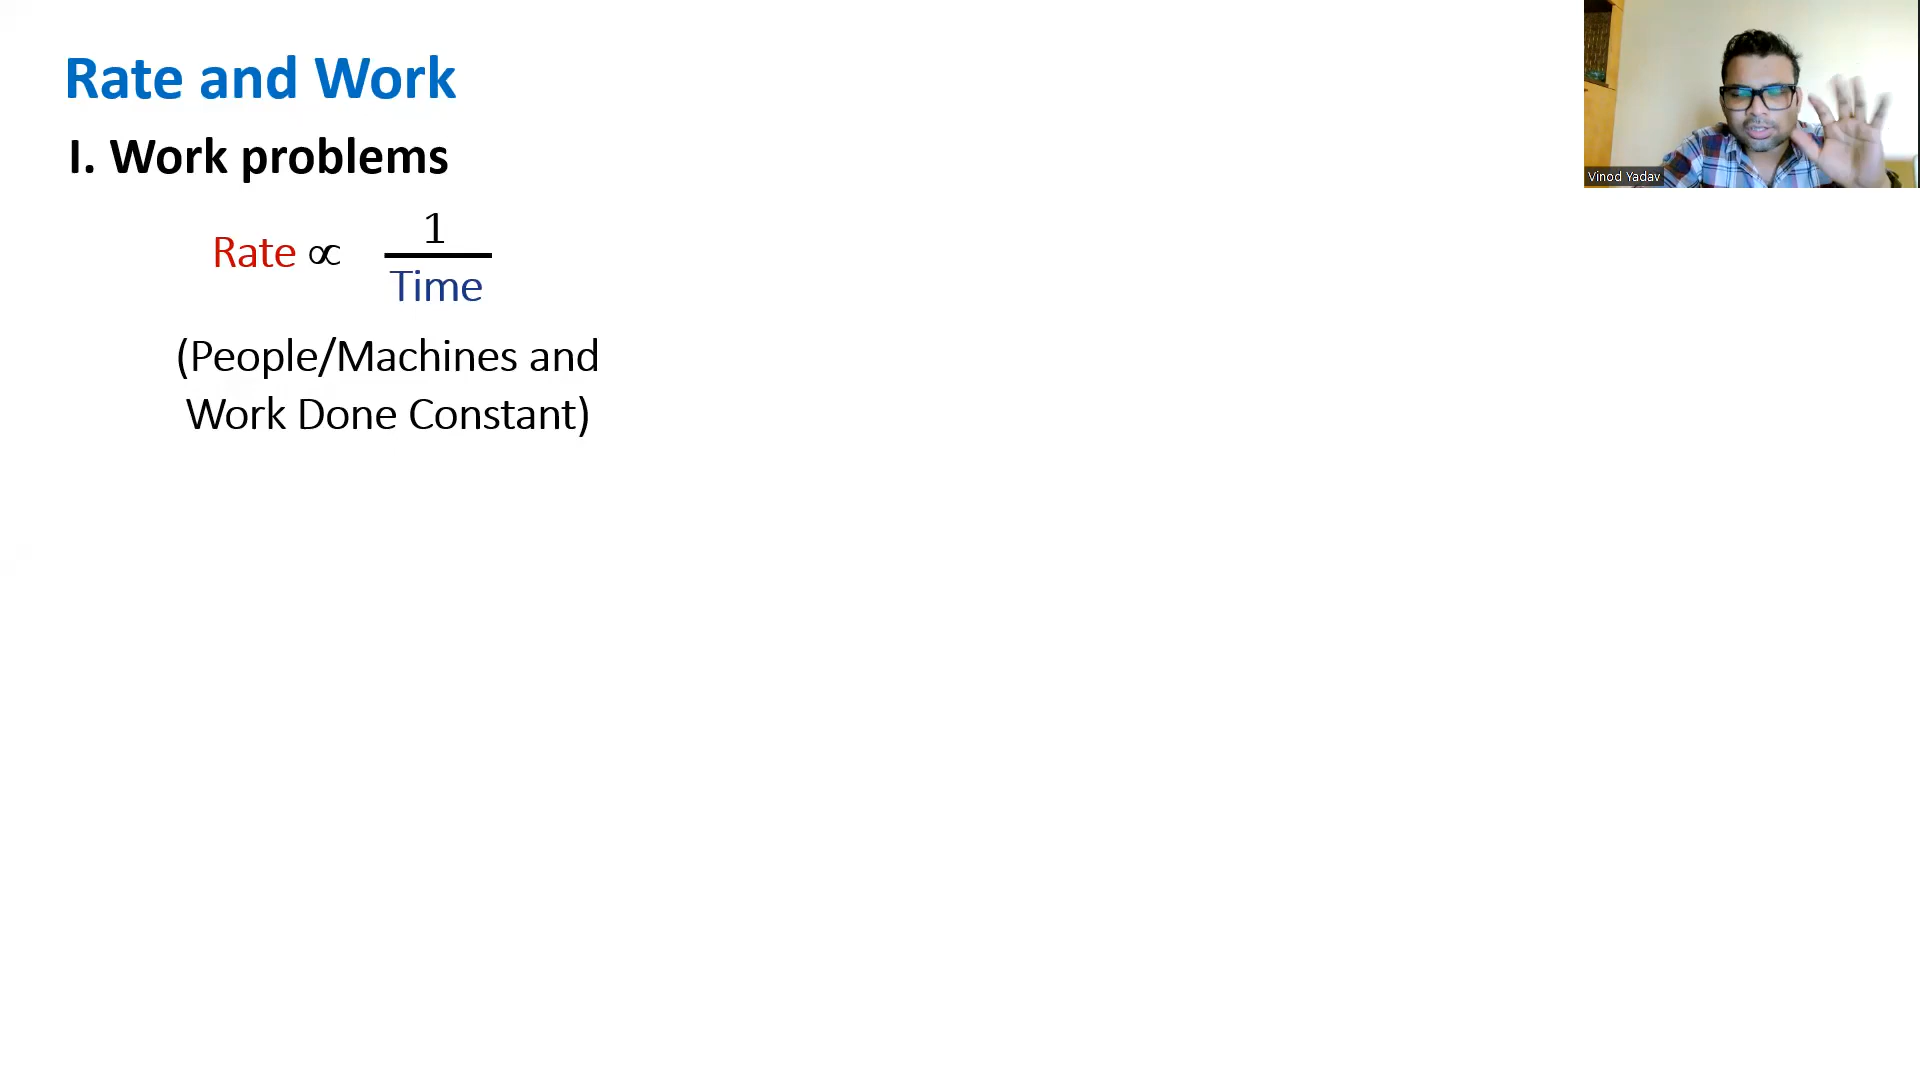 Rate and Work
I. Work problems
Rate ∝ 1
Time
(People/Machines and
Work Done Constant)
Vinod Yadav